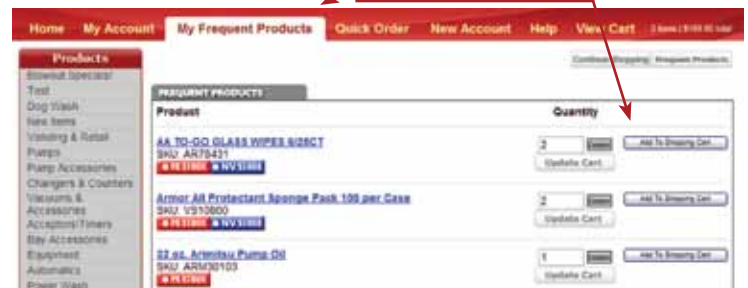 Home My Account My Frequent Products Quick Order New Account Help View Cart
Products
Continue Shopping Frequent Products
Blowout Specials!
Test
Dog Wash
New Items
Vending & Retail
Pumps
Pump Accessories
Changers & Counters
Vacuums &
Accessories
Acceptors/Timers
Bay Accessories
Equipment
Automatics
Power Wash
FREQUENT PRODUCTS
Product Quantity
AA TO-GO GLASS WIPES 6/28CT
SKU: AR78431
2
Add To Shopping Cart
Update Cart
Armor All Protectant Sponge Pack 100 per Case
SKU: VS10800
2
Add To Shopping Cart
Update Cart
22 oz. Arimitsu Pump Oil
SKU: ARM30103
1
Add To Shopping Cart
Update Cart